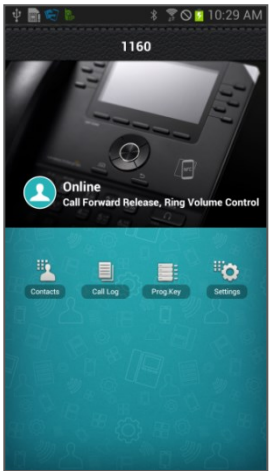 10:29 AM
1160
Online
Call Forward Release, Ring Volume Control
Contacts Call Log Prog.Key Settings